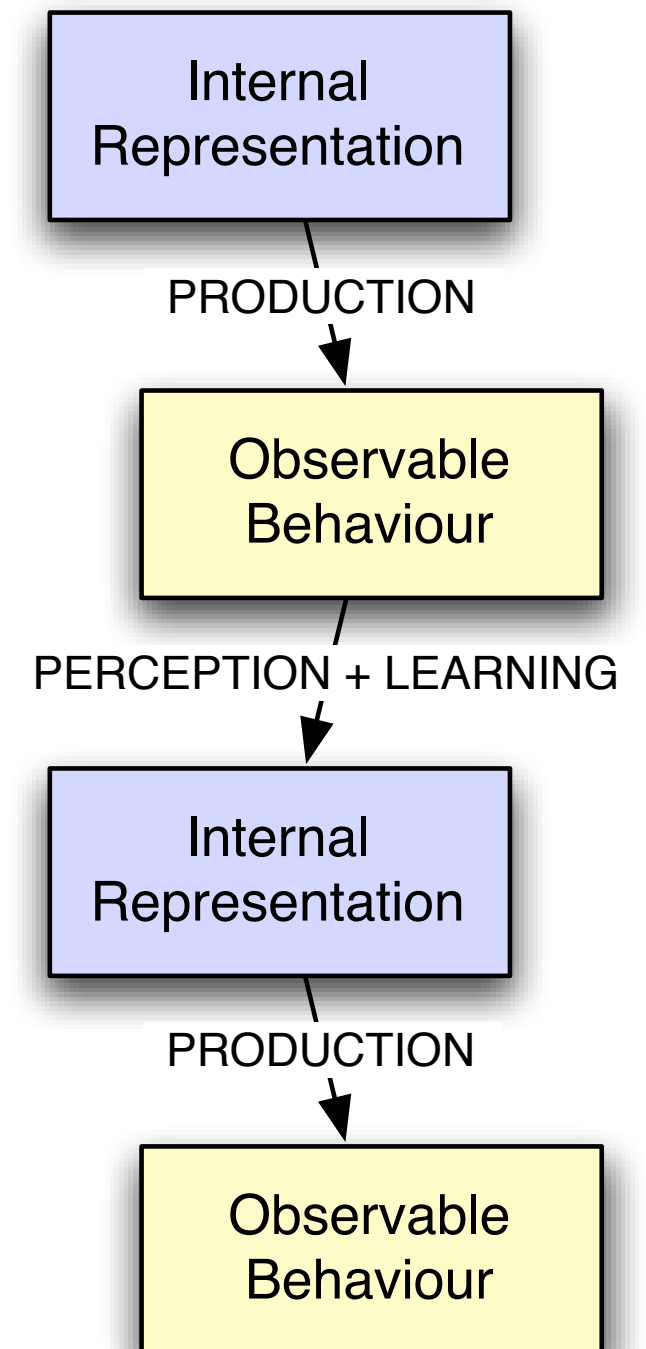 Internal
Representation
PRODUCTION
Observable
Behaviour
PERCEPTION + LEARNING
Internal
Representation
PRODUCTION
Observable
Behaviour